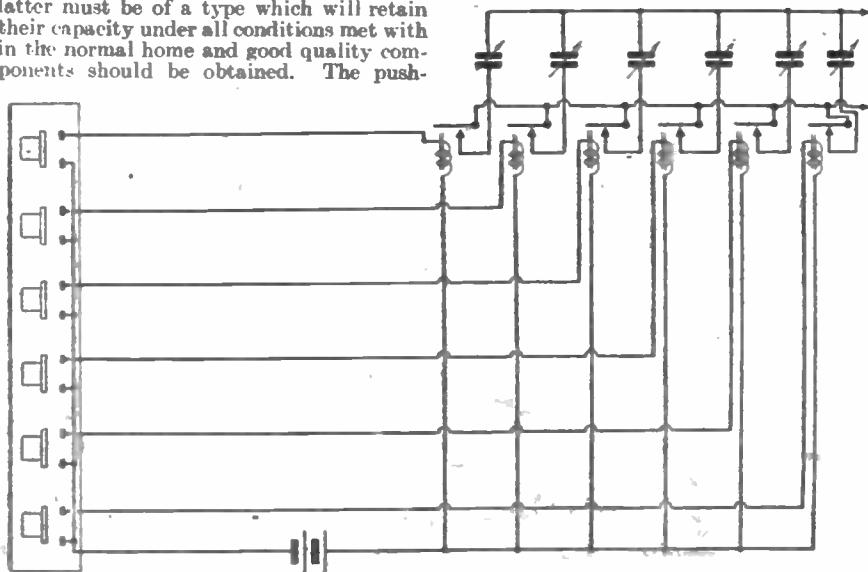 latter must be of a type which will retain
their capacity under all conditions met with
in the normal home and good quality com-
ponents should be obtained. The push-